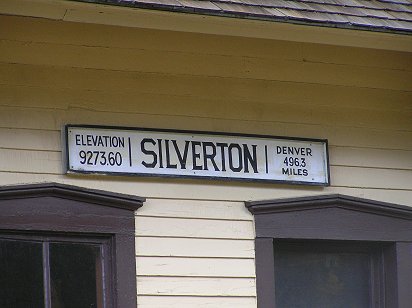 ELEVATION
9273.60
SILVERTON
DENVER
496.3
MILES